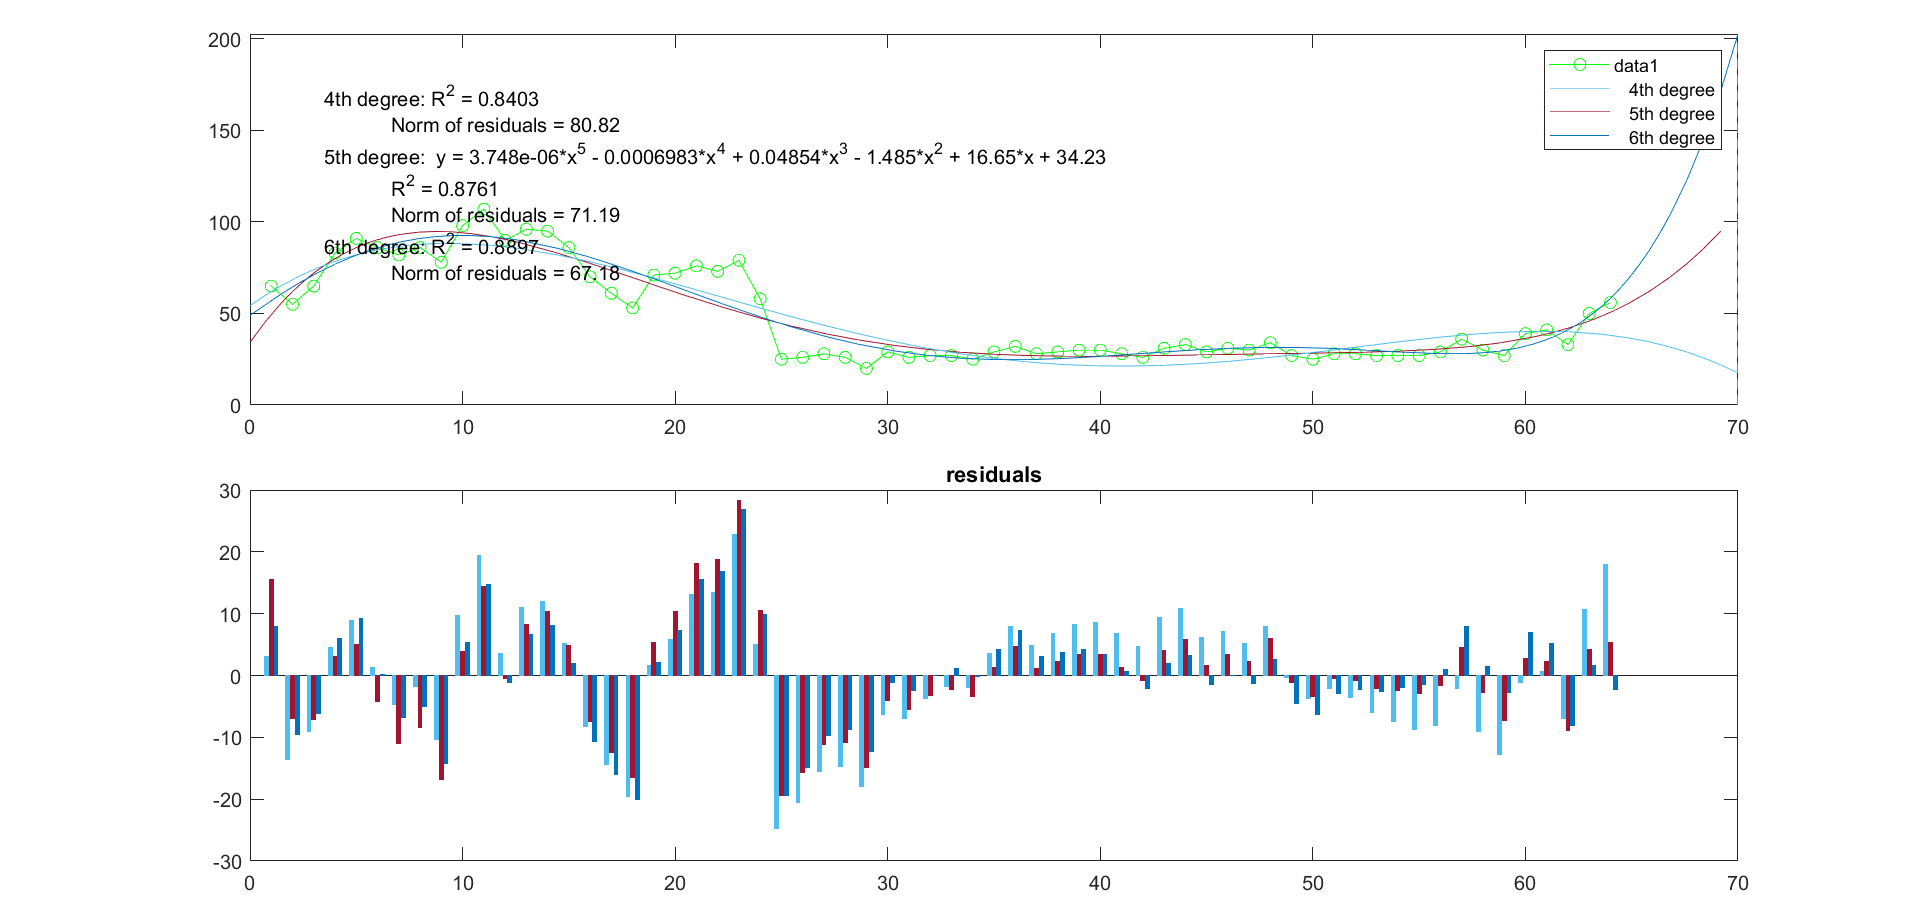 200
150
100
50
0
4th degree: R² = 0.8403
Norm of residuals = 80.82
5th degree: y = 3.748e-06*x⁵ - 0.0006983*x⁴ + 0.04854*x³ - 1.485*x² + 16.65*x + 34.23
R² = 0.8761
Norm of residuals = 71.19
6th degree: R² = 0.8897
Norm of residuals = 67.18
data1
4th degree
5th degree
6th degree
0 10 20 30 40 50 60 70
residuals
30
20
10
0
-10
-20
-30
0 10 20 30 40 50 60 70